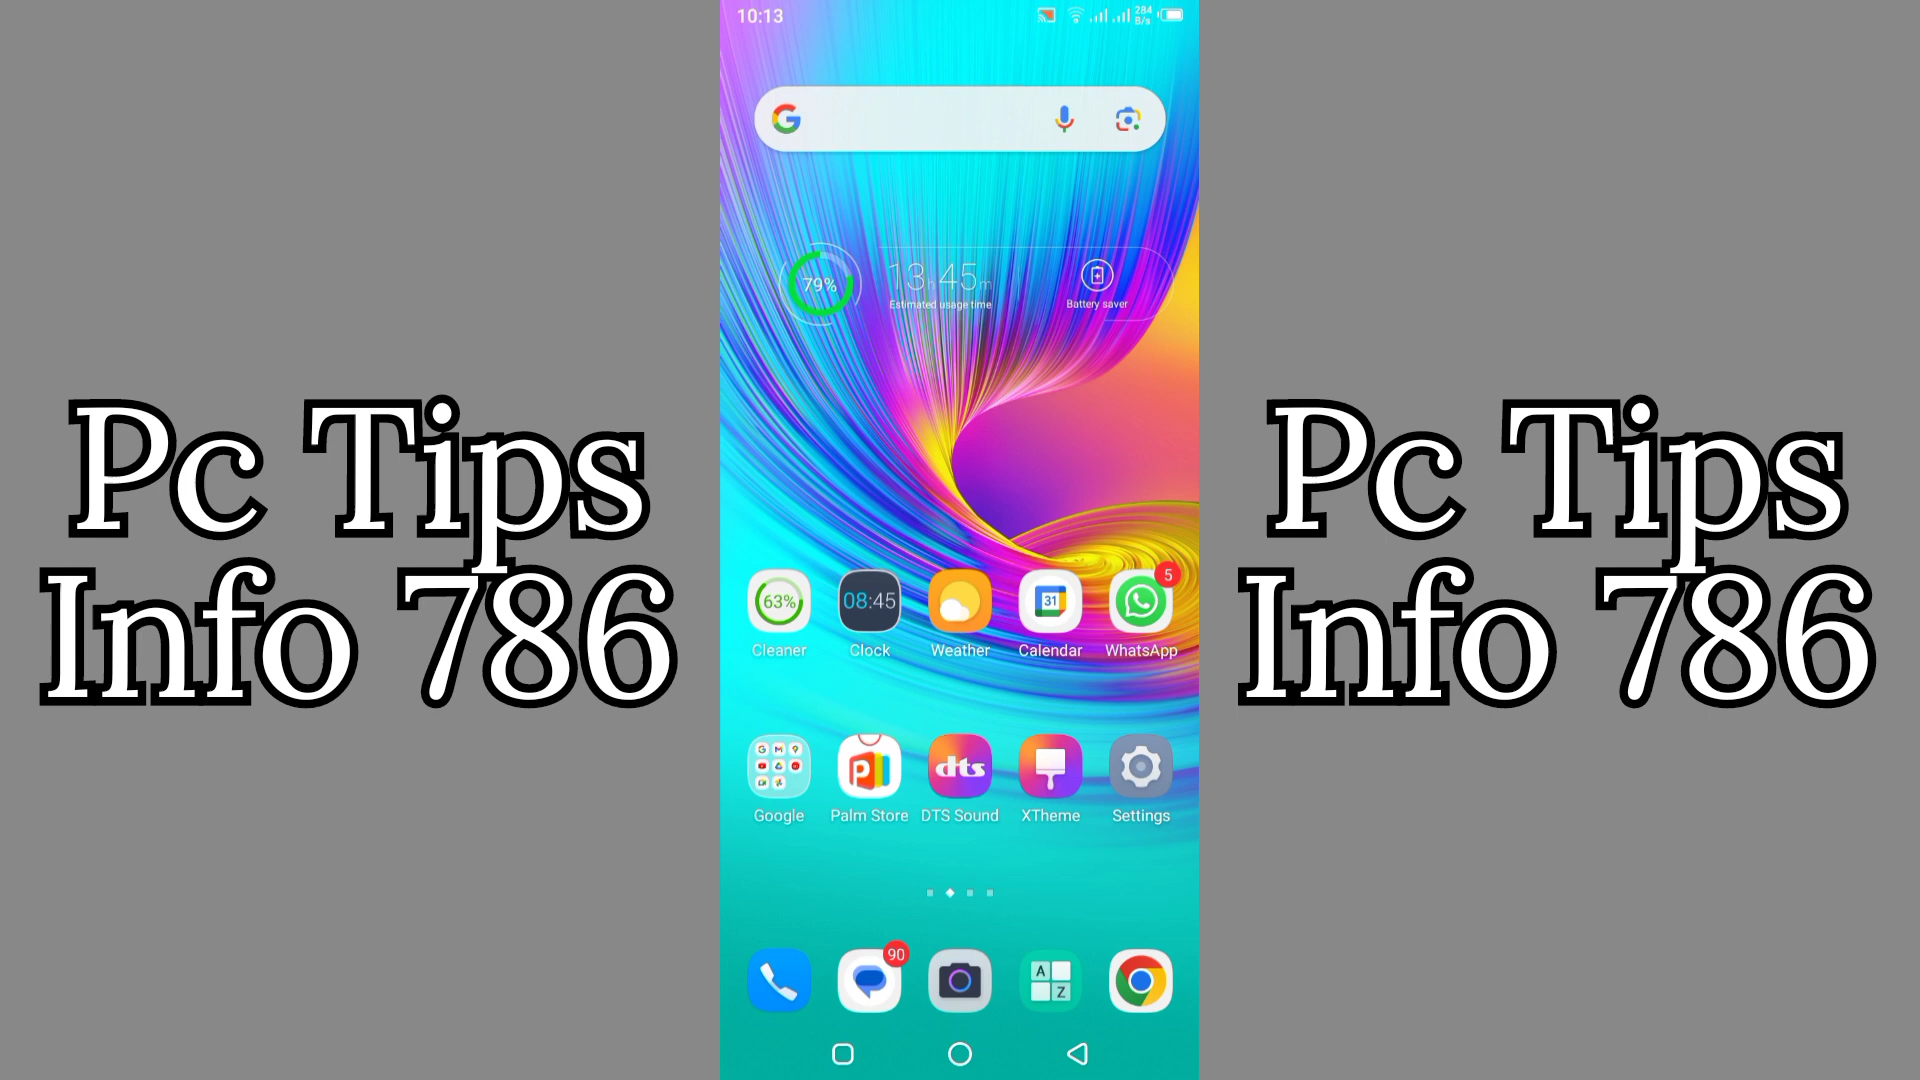 10:13
284
B/s
79%
13h 45m
Estimated usage time
Battery saver
Pc Tips
Info 786
Pc Tips
Info 786
63%
08:45
31
5
Cleaner
Clock
Weather
Calendar
WhatsApp
dts
Google
Palm Store
DTS Sound
XTheme
Settings
90
A
Z